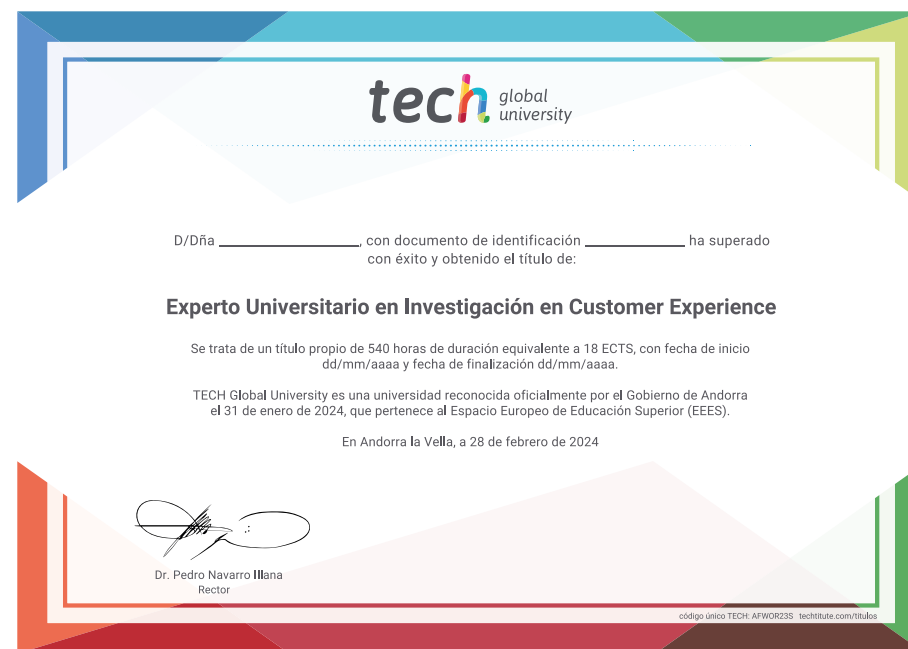 tech global university
D/Dña ______________, con documento de identificación __________ ha superado
con éxito y obtenido el título de:
Experto Universitario en Investigación en Customer Experience
Se trata de un título propio de 540 horas de duración equivalente a 18 ECTS, con fecha de inicio
dd/mm/aaaa y fecha de finalización dd/mm/aaaa.
TECH Global University es una universidad reconocida oficialmente por el Gobierno de Andorra
el 31 de enero de 2024, que pertenece al Espacio Europeo de Educación Superior (EEES).
En Andorra la Vella, a 28 de febrero de 2024
Dr. Pedro Navarro Illana
Rector
código único TECH: AFWOR23S techtitute.com/titulos